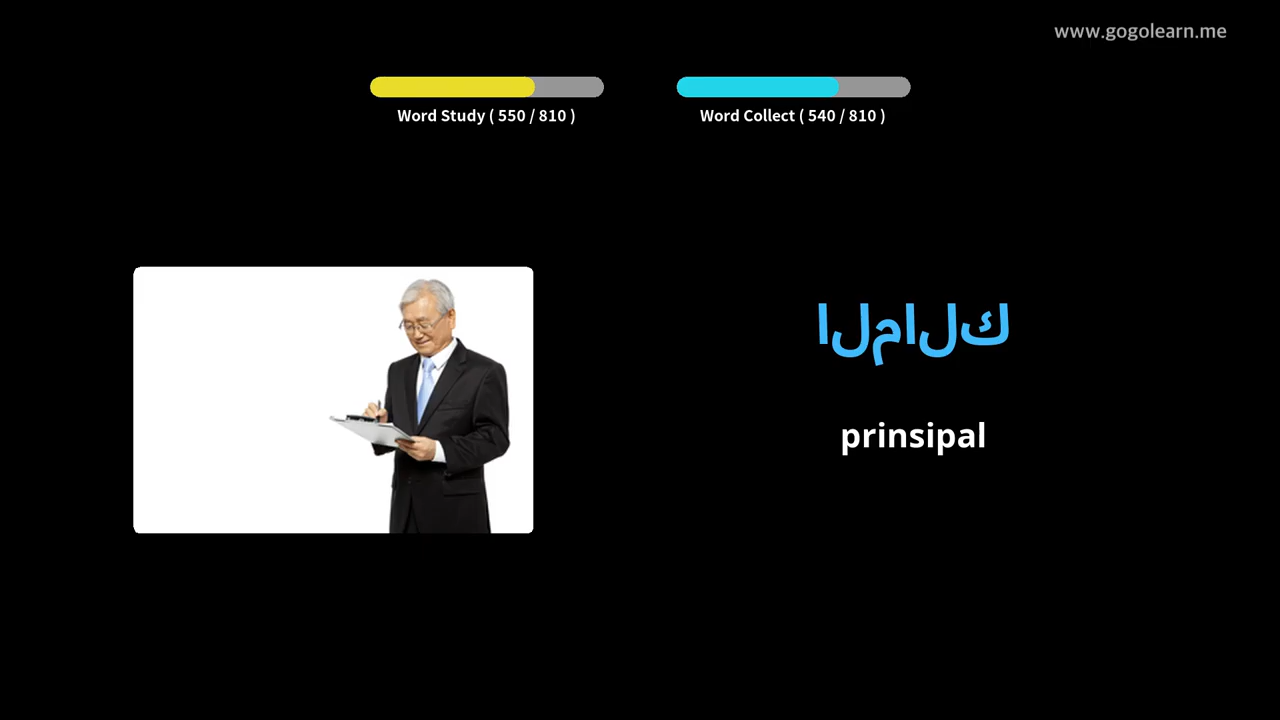 www.gogolearn.me
Word Study ( 550 / 810 )
Word Collect ( 540 / 810 )
المالك
prinsipal